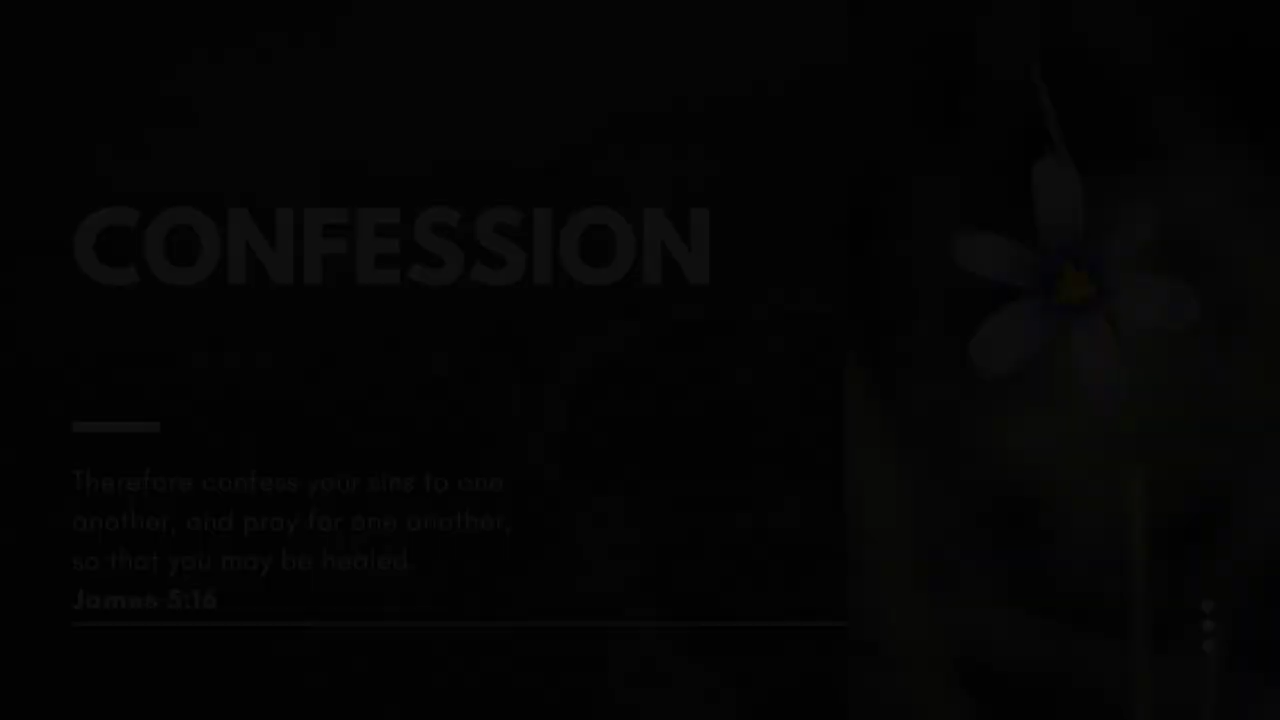 CONFESSION
Therefore confess your sins to one
another, and pray for one another,
so that you may be healed.
James 5:16